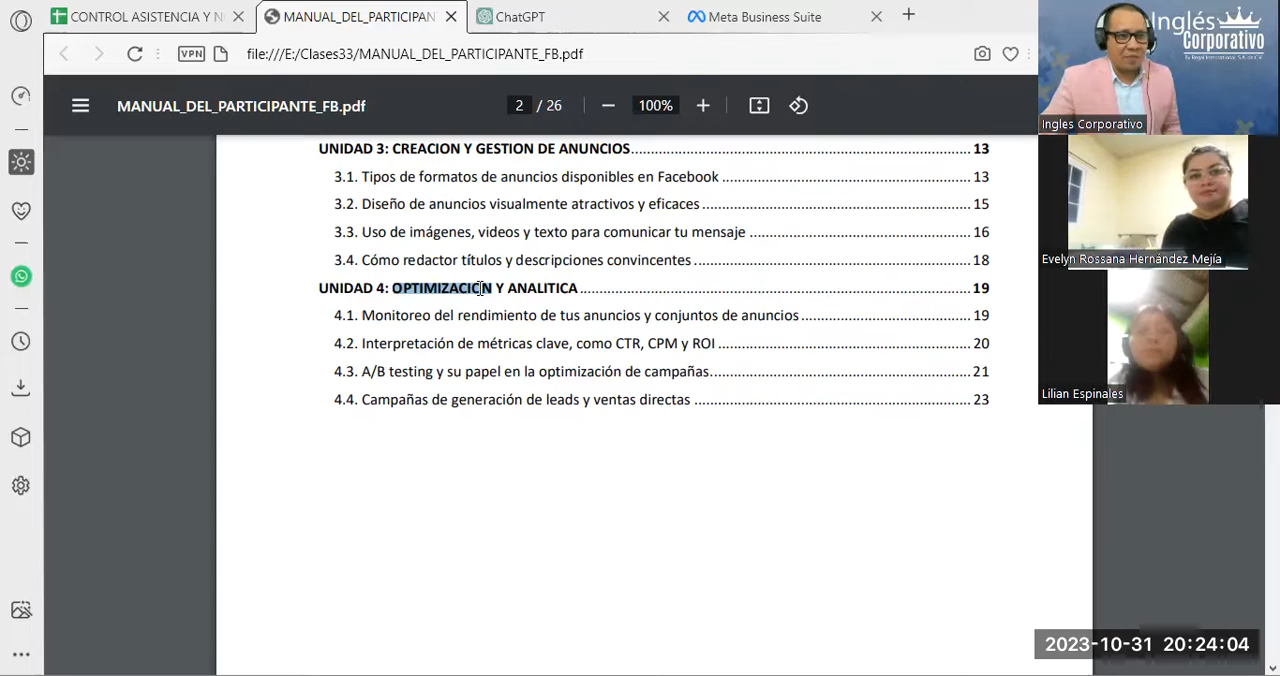 CONTROL ASISTENCIA Y N
MANUAL_DEL_PARTICIPAN
ChatGPT
Meta Business Suite
VPN
file:///E:/Clases33/MANUAL_DEL_PARTICIPANTE_FB.pdf
MANUAL_DEL_PARTICIPANTE_FB.pdf
2 / 26
100%
UNIDAD 3: CREACION Y GESTION DE ANUNCIOS 13
3.1. Tipos de formatos de anuncios disponibles en Facebook 13
3.2. Diseño de anuncios visualmente atractivos y eficaces 15
3.3. Uso de imágenes, videos y texto para comunicar tu mensaje 16
3.4. Cómo redactor títulos y descripciones convincentes 18
UNIDAD 4: OPTIMIZACION Y ANALITICA 19
4.1. Monitoreo del rendimiento de tus anuncios y conjuntos de anuncios 19
4.2. Interpretación de métricas clave, como CTR, CPM y ROI 20
4.3. A/B testing y su papel en la optimización de campañas 21
4.4. Campañas de generación de leads y ventas directas 23
Inglés
Corporativo
Ingles Corporativo
Evelyn Rossana Hernández Mejía
Lilian Espinales
2023-10-31 20:24:04